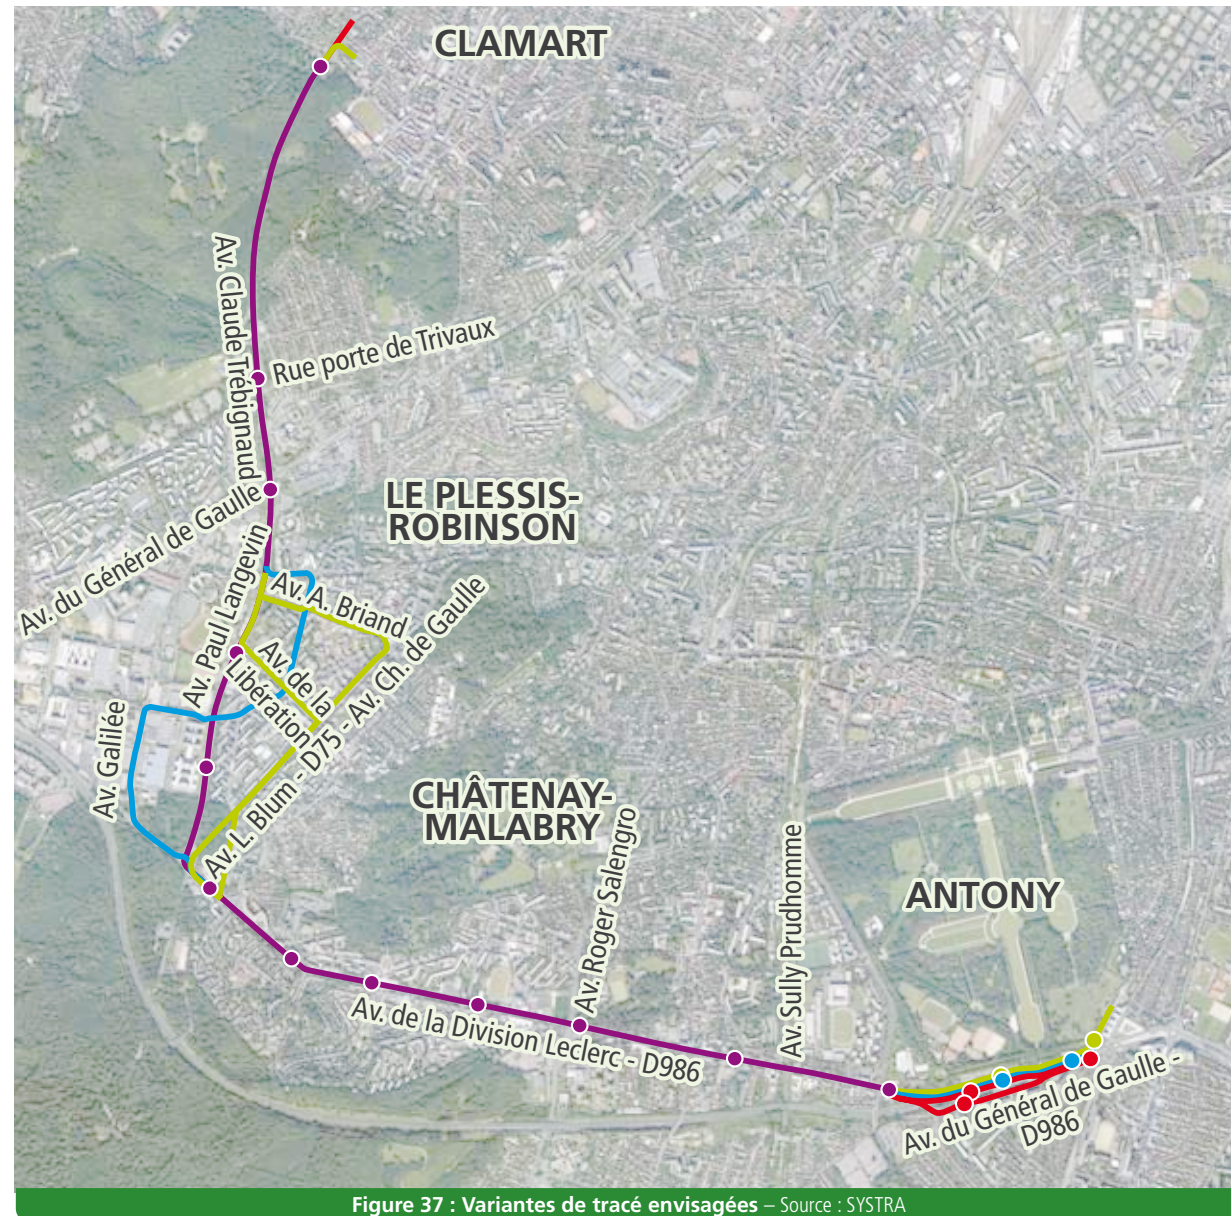 CLAMART
Av. Claude Trébignaud
Rue porte de Trivaux
Av. du Général de Gaulle
LE PLESSIS-
ROBINSON
Av. Paul Langevin
Av. A. Briand
Av. de la
Libération
Av. L. Blum - D75 - Av. Ch. de Gaulle
Av. Galilée
CHÂTENAY-
MALABRY
Av. Roger Salengro
Av. Sully Prudhomme
ANTONY
Av. de la Division Leclerc - D986
Av. du Général de Gaulle -
D986
Figure 37 : Variantes de tracé envisagées – Source : SYSTRA